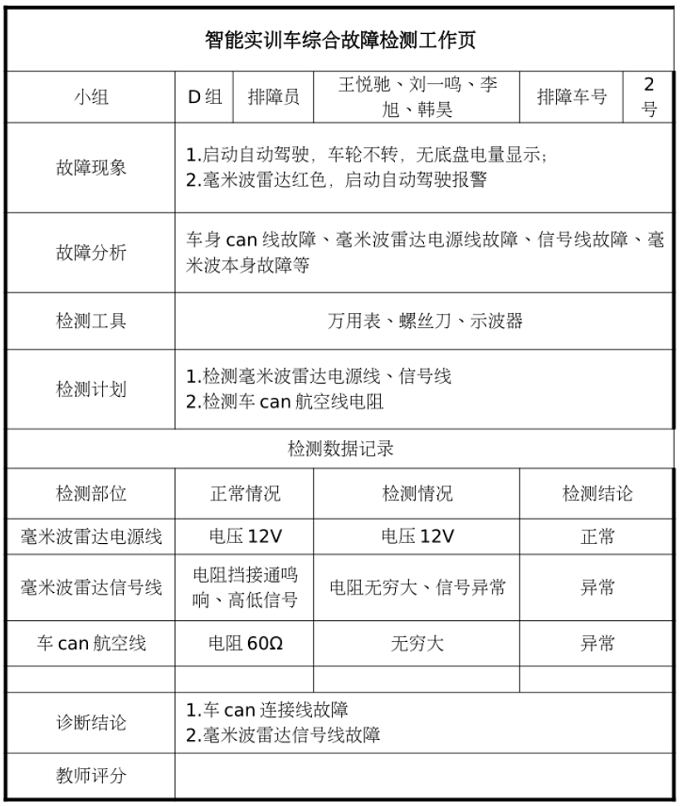 智能实训车综合故障检测工作页
小组 D组 排障员 王悦驰、刘一鸣、李 排障车号 2
旭、韩昊 号
故障现象
1.启动自动驾驶，车轮不转，无底盘电量显示；
2.毫米波雷达红色，启动自动驾驶报警
故障分析
车身 can 线故障、毫米波雷达电源线故障、信号线故障、毫
米波本身故障等
检测工具 万用表、螺丝刀、示波器
检测计划
1.检测毫米波雷达电源线、信号线
2.检测车 can 航空线电阻
检测数据记录
检测部位 正常情况 检测情况 检测结论
毫米波雷达电源线 电压 12V 电压 12V 正常
毫米波雷达信号线 电阻挡接通鸣 电阻无穷大、信号异常 异常
响、高低信号
车 can 航空线 电阻 60Ω 无穷大 异常
诊断结论
1.车 can 连接线故障
2.毫米波雷达信号线故障
教师评分